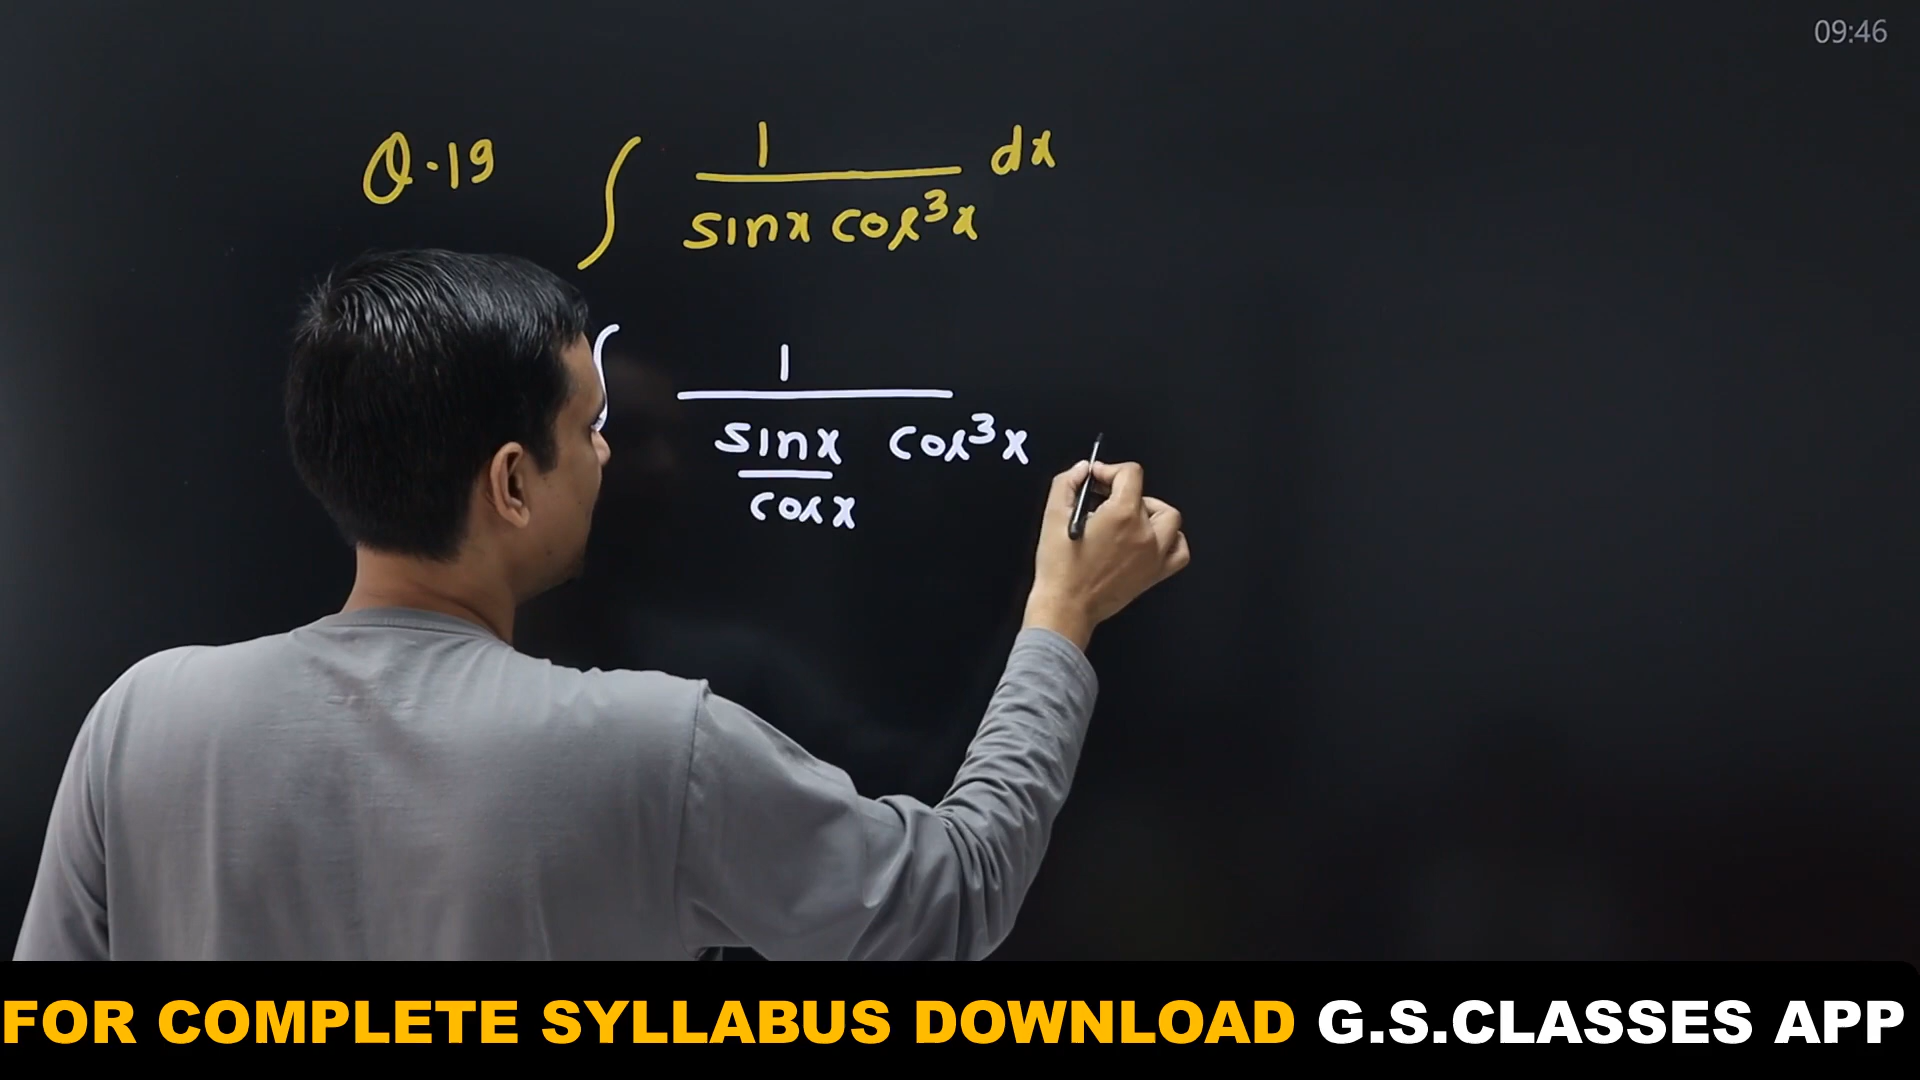 09:46
Q.19 ∫ 1/(sinx cos³x) dx
∫ 1/((sinx/cosx) cos³x)
FOR COMPLETE SYLLABUS DOWNLOAD G.S.CLASSES APP